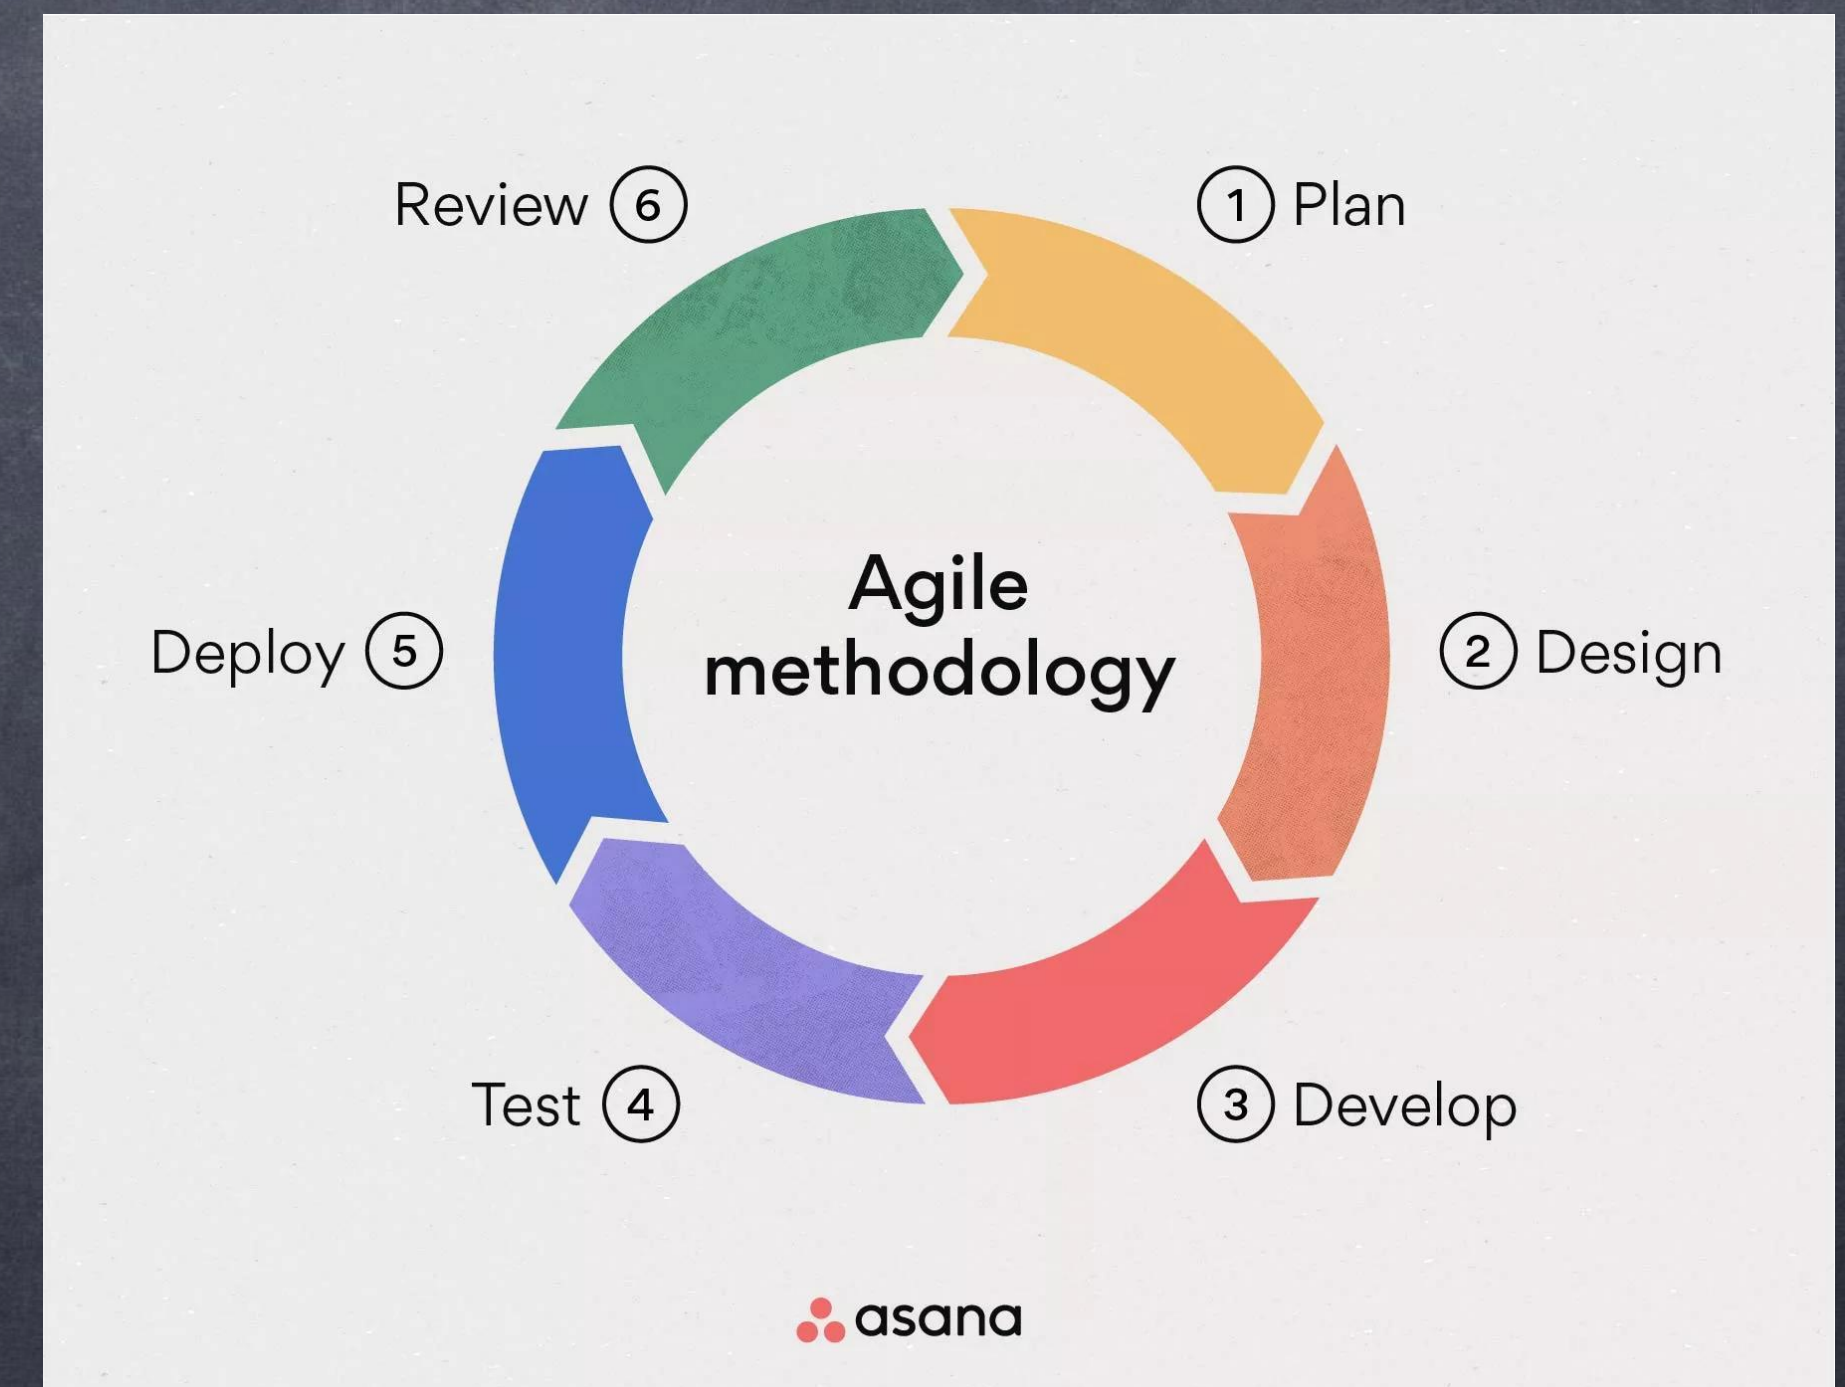 Review 6
1 Plan
Agile
methodology
Deploy 5
2 Design
Test 4
3 Develop
asana